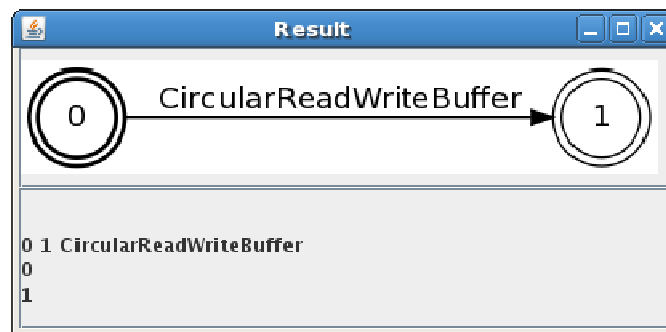 Result
CircularReadWriteBuffer
0 1
0 1 CircularReadWriteBuffer
0
1